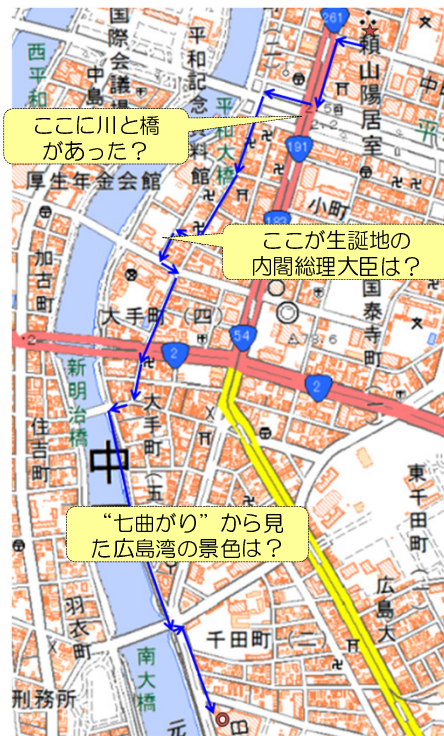 国際会議場
261
頼山陽居室
西平和
中島
平和記念資料館
平和大橋
ここに川と橋
があった？
191
厚生年金会館
小町
183
ここが生誕地の
内閣総理大臣は？
加古町
国泰寺町
大手町(四)
78.6
2
54
2
2
新明治橋
住吉町
大手町(五)
中
東千田町
“七曲がり”から見
た広島湾の景色は？
広島大
羽衣町
千田町(二)
南大橋
刑務所
元